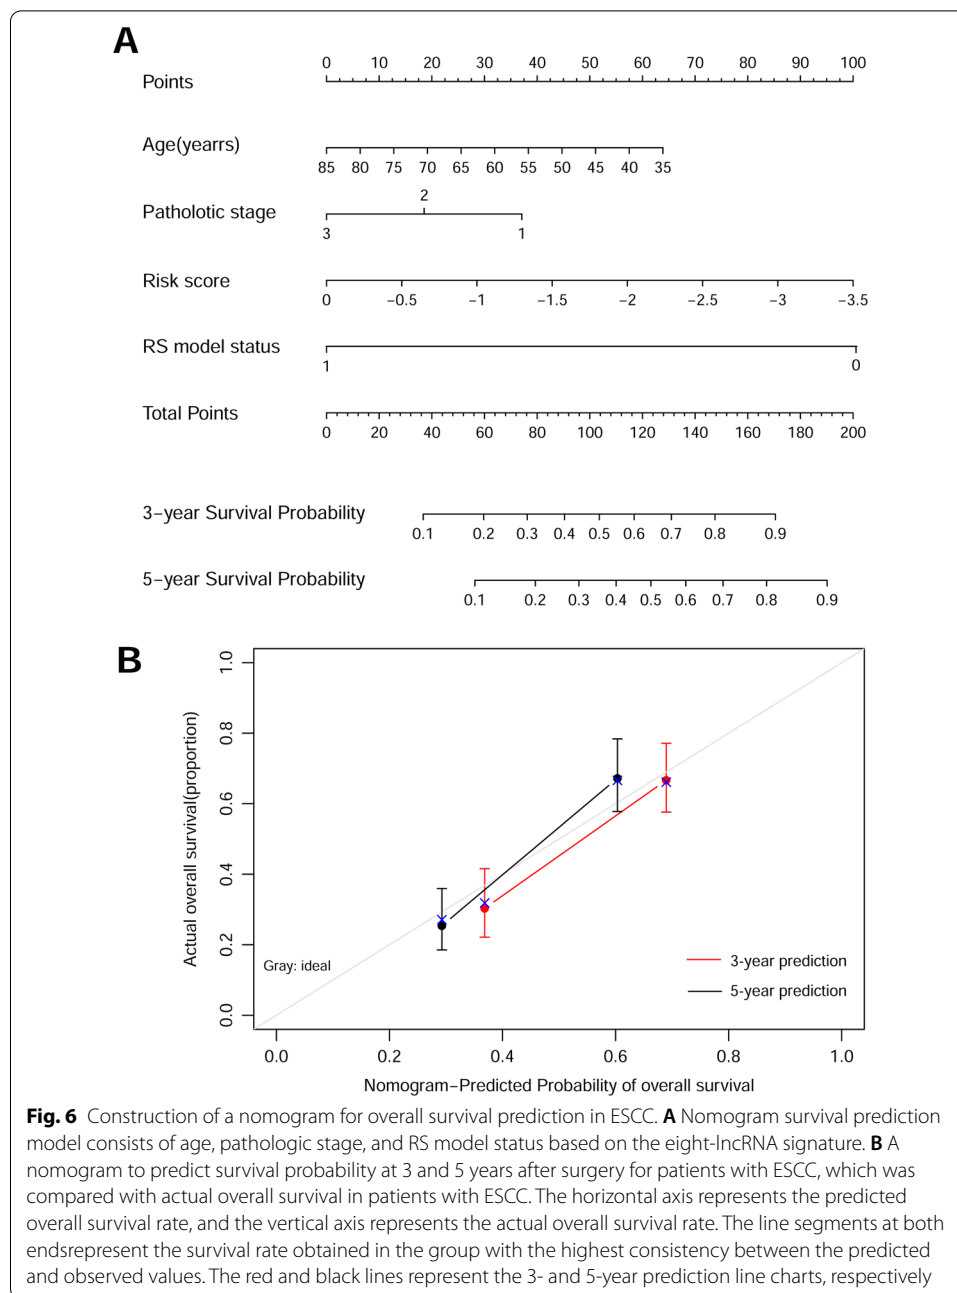 A
Points
0 10 20 30 40 50 60 70 80 90 100
Age(yearrs)
85 80 75 70 65 60 55 50 45 40 35
Patholotic stage
2
3 1
Risk score
0 −0.5 −1 −1.5 −2 −2.5 −3 −3.5
RS model status
1 0
Total Points
0 20 40 60 80 100 120 140 160 180 200
3−year Survival Probability
0.1 0.2 0.3 0.4 0.5 0.6 0.7 0.8 0.9
5−year Survival Probability
0.1 0.2 0.3 0.4 0.5 0.6 0.7 0.8 0.9
B
Actual overall survival(proportion)
1.0
0.8
0.6
0.4
0.2
0.0
Gray: ideal
3-year prediction
5-year prediction
0.0 0.2 0.4 0.6 0.8 1.0
Nomogram−Predicted Probability of overall survival
Fig. 6 Construction of a nomogram for overall survival prediction in ESCC. A Nomogram survival prediction
model consists of age, pathologic stage, and RS model status based on the eight-lncRNA signature. B A
nomogram to predict survival probability at 3 and 5 years after surgery for patients with ESCC, which was
compared with actual overall survival in patients with ESCC. The horizontal axis represents the predicted
overall survival rate, and the vertical axis represents the actual overall survival rate. The line segments at both
endsrepresent the survival rate obtained in the group with the highest consistency between the predicted
and observed values. The red and black lines represent the 3- and 5-year prediction line charts, respectively